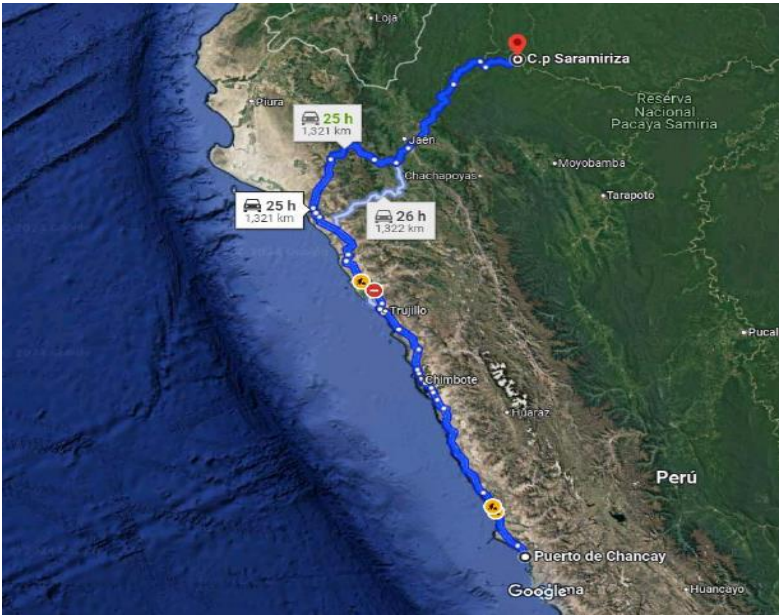 Loja
C.p Saramiriza
Piura
Reserva
Nacional
Pacaya Samiria
25 h
1,321 km
Jaén
Moyobamba
Chachapoyas
Tarapoto
25 h
1,321 km
26 h
1,322 km
Trujillo
Pucal
Chimbote
Huaraz
Perú
Puerto de Chancay
Google
ma
Huancayo